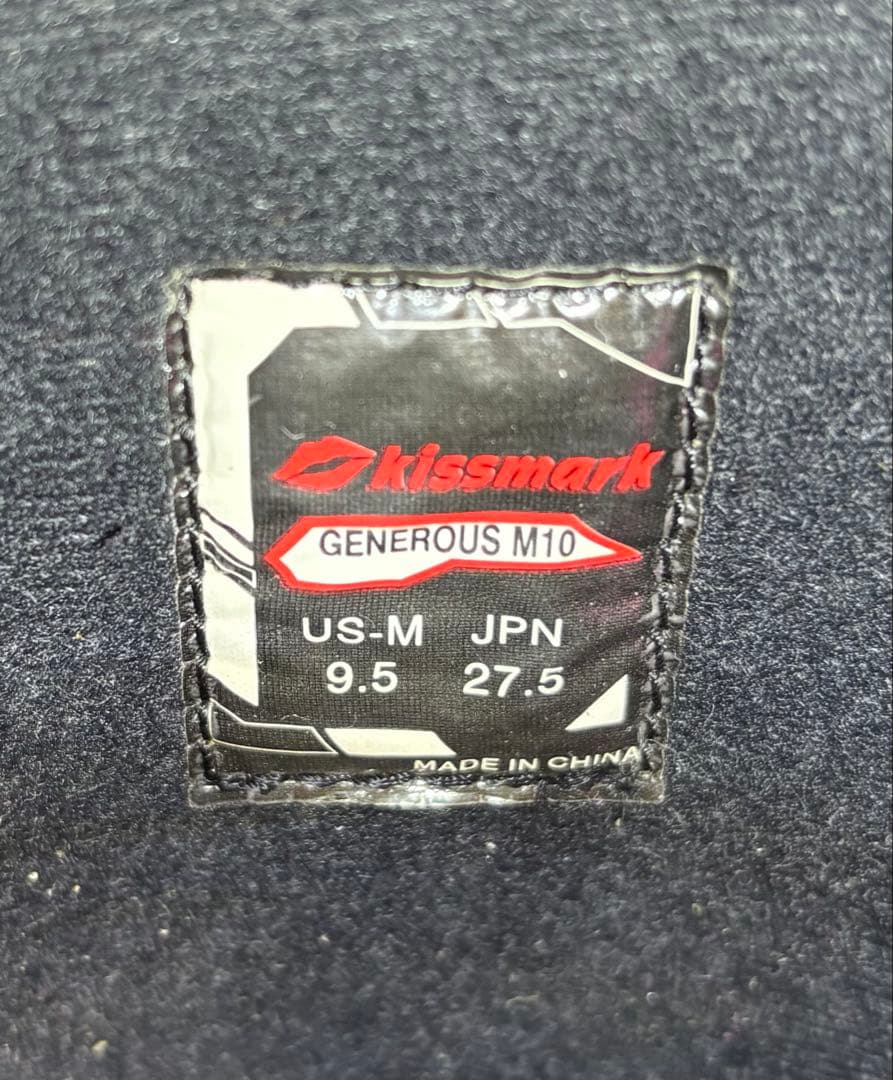 kissmark
GENEROUS M10
US-M JPN
9.5 27.5
MADE IN CHINA